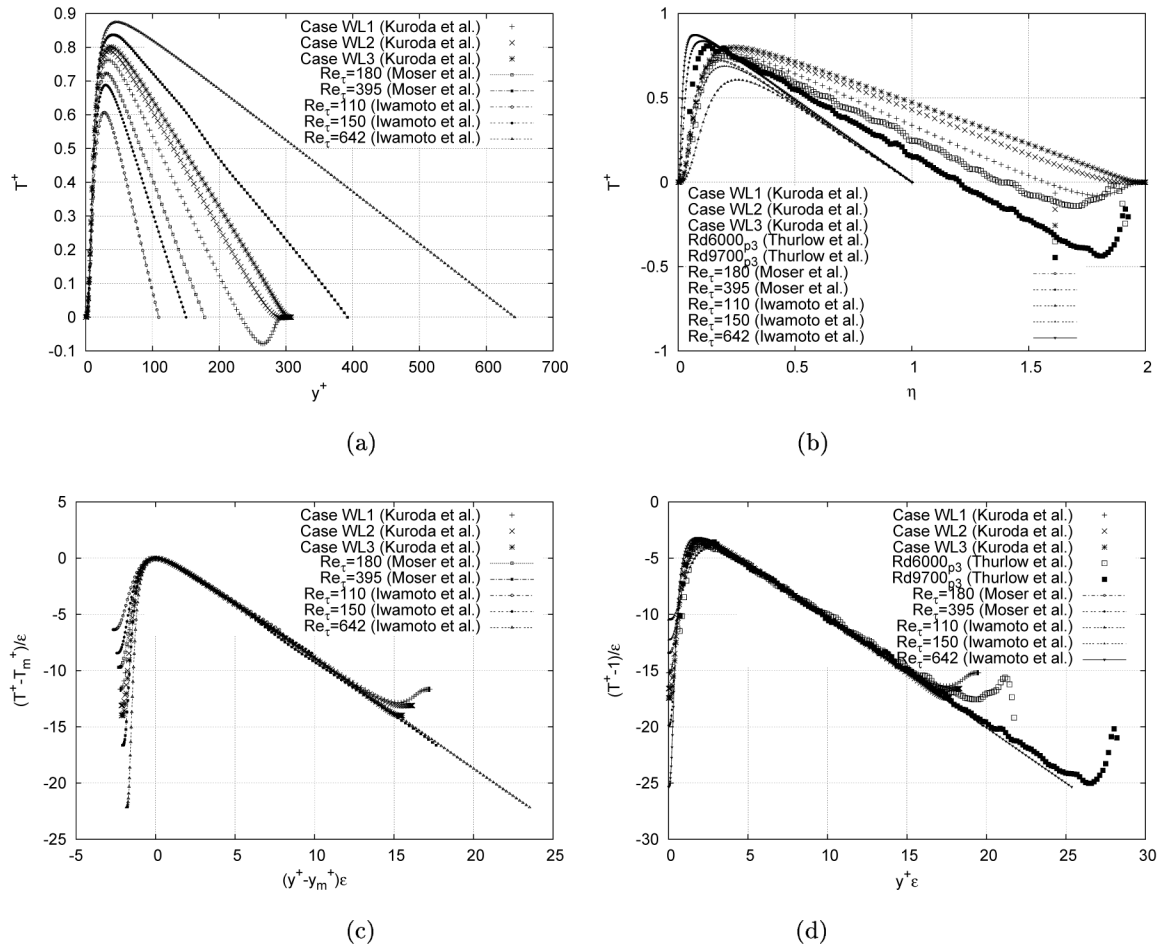 T⁺
0.9
0.8
0.7
0.6
0.5
0.4
0.3
0.2
0.1
0
-0.1
0 100 200 300 400 500 600 700
y⁺
Case WL1 (Kuroda et al.)
Case WL2 (Kuroda et al.)
Case WL3 (Kuroda et al.)
Reτ=180 (Moser et al.)
Reτ=395 (Moser et al.)
Reτ=110 (Iwamoto et al.)
Reτ=150 (Iwamoto et al.)
Reτ=642 (Iwamoto et al.)
(a)
T⁺
1
0.5
0
-0.5
-1
0 0.5 1 1.5 2
η
Case WL1 (Kuroda et al.)
Case WL2 (Kuroda et al.)
Case WL3 (Kuroda et al.)
Rd6000p3 (Thurlow et al.)
Rd9700p3 (Thurlow et al.)
Reτ=180 (Moser et al.)
Reτ=395 (Moser et al.)
Reτ=110 (Iwamoto et al.)
Reτ=150 (Iwamoto et al.)
Reτ=642 (Iwamoto et al.)
(b)
(T⁺-Tm⁺)/ε
5
0
-5
-10
-15
-20
-25
-5 0 5 10 15 20 25
(y⁺-ym⁺)ε
Case WL1 (Kuroda et al.)
Case WL2 (Kuroda et al.)
Case WL3 (Kuroda et al.)
Reτ=180 (Moser et al.)
Reτ=395 (Moser et al.)
Reτ=110 (Iwamoto et al.)
Reτ=150 (Iwamoto et al.)
Reτ=642 (Iwamoto et al.)
(c)
(T⁺-1)/ε
0
-5
-10
-15
-20
-25
-30
0 5 10 15 20 25 30
y⁺ε
Case WL1 (Kuroda et al.)
Case WL2 (Kuroda et al.)
Case WL3 (Kuroda et al.)
Rd6000p3 (Thurlow et al.)
Rd9700p3 (Thurlow et al.)
Reτ=180 (Moser et al.)
Reτ=395 (Moser et al.)
Reτ=110 (Iwamoto et al.)
Reτ=150 (Iwamoto et al.)
Reτ=642 (Iwamoto et al.)
(d)